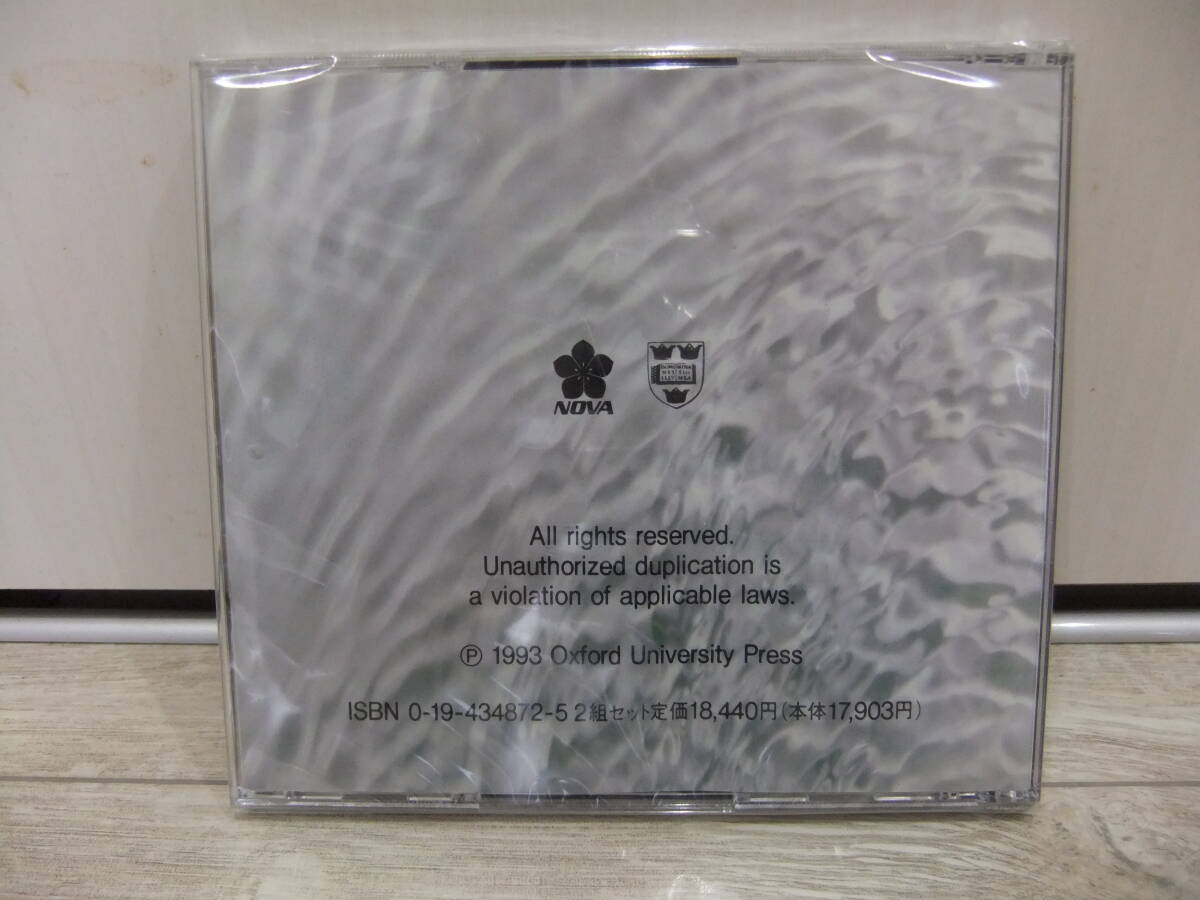 NOVA
All rights reserved.
Unauthorized duplication is
a violation of applicable laws.
Ⓟ 1993 Oxford University Press
ISBN 0-19-434872-5 2組セット定価18,440円(本体17,903円)